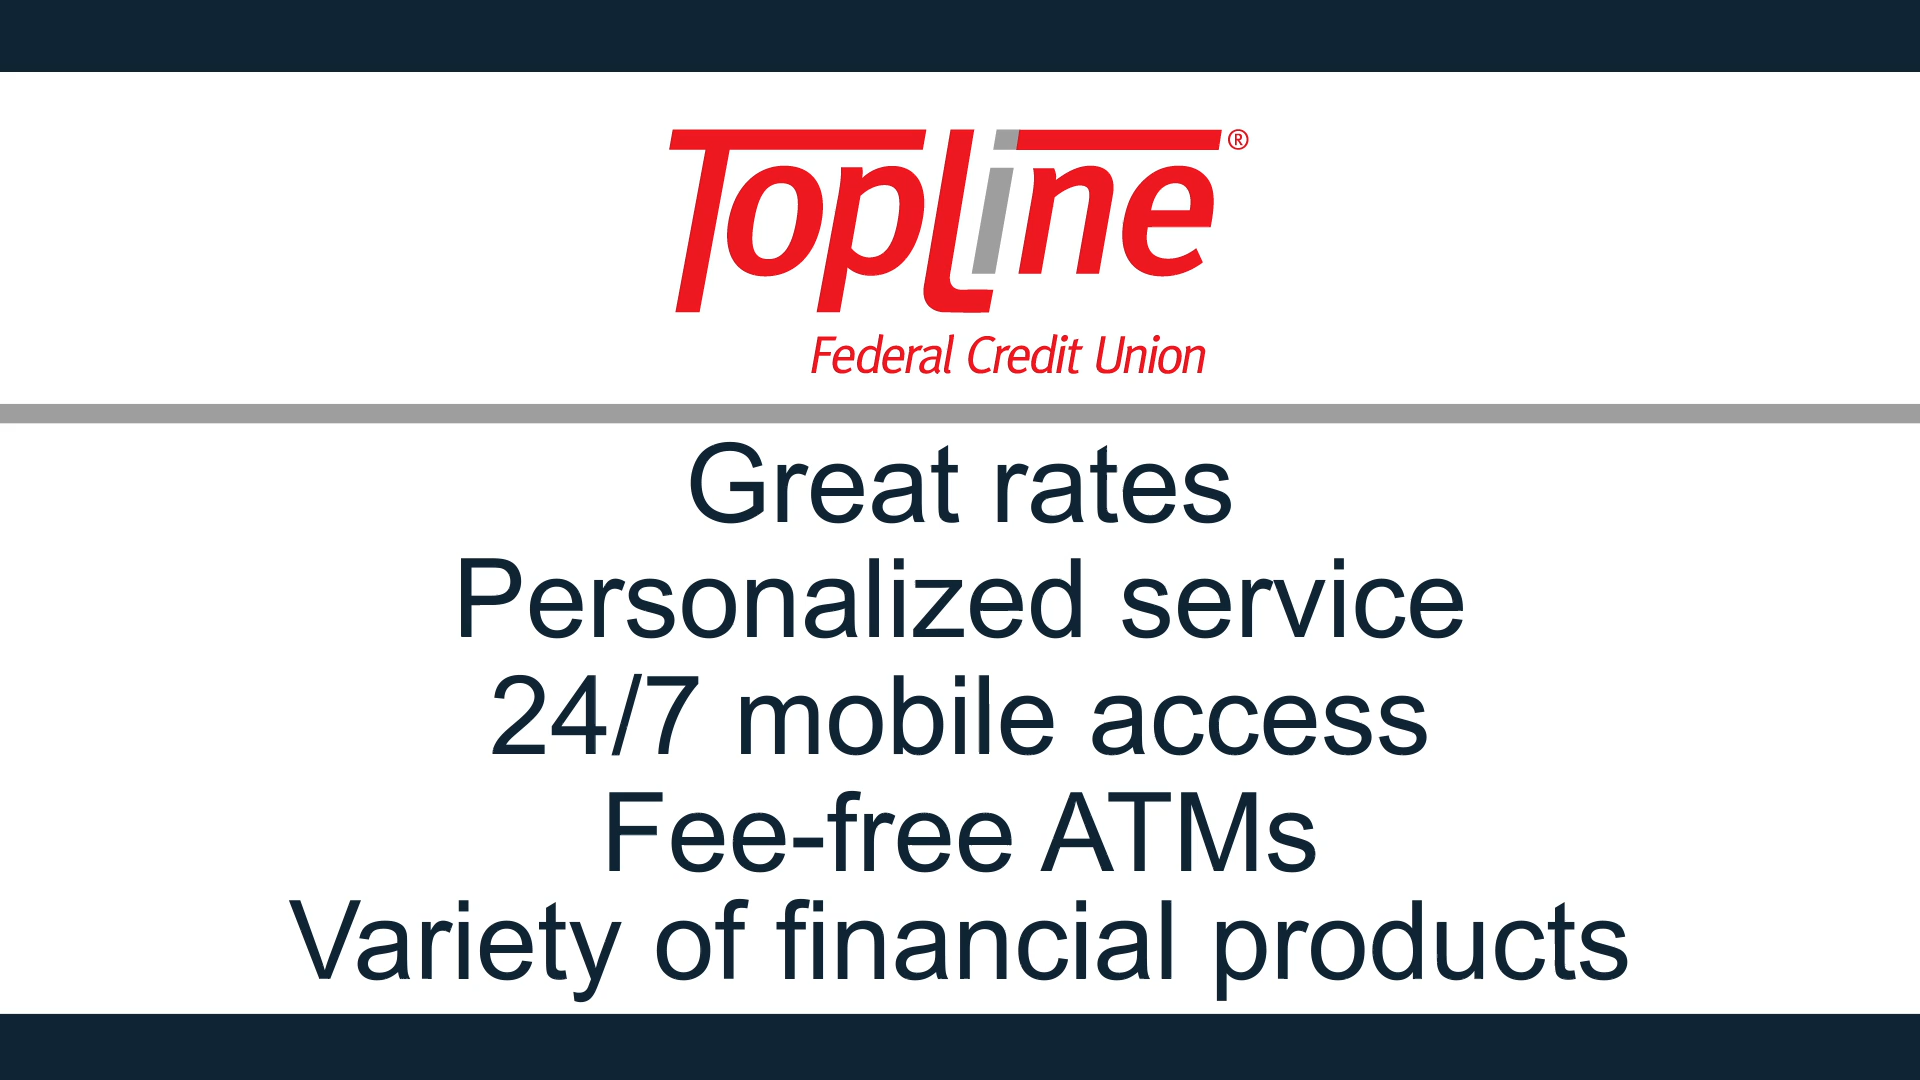 Topline®
Federal Credit Union
Great rates
Personalized service
24/7 mobile access
Fee-free ATMs
Variety of financial products